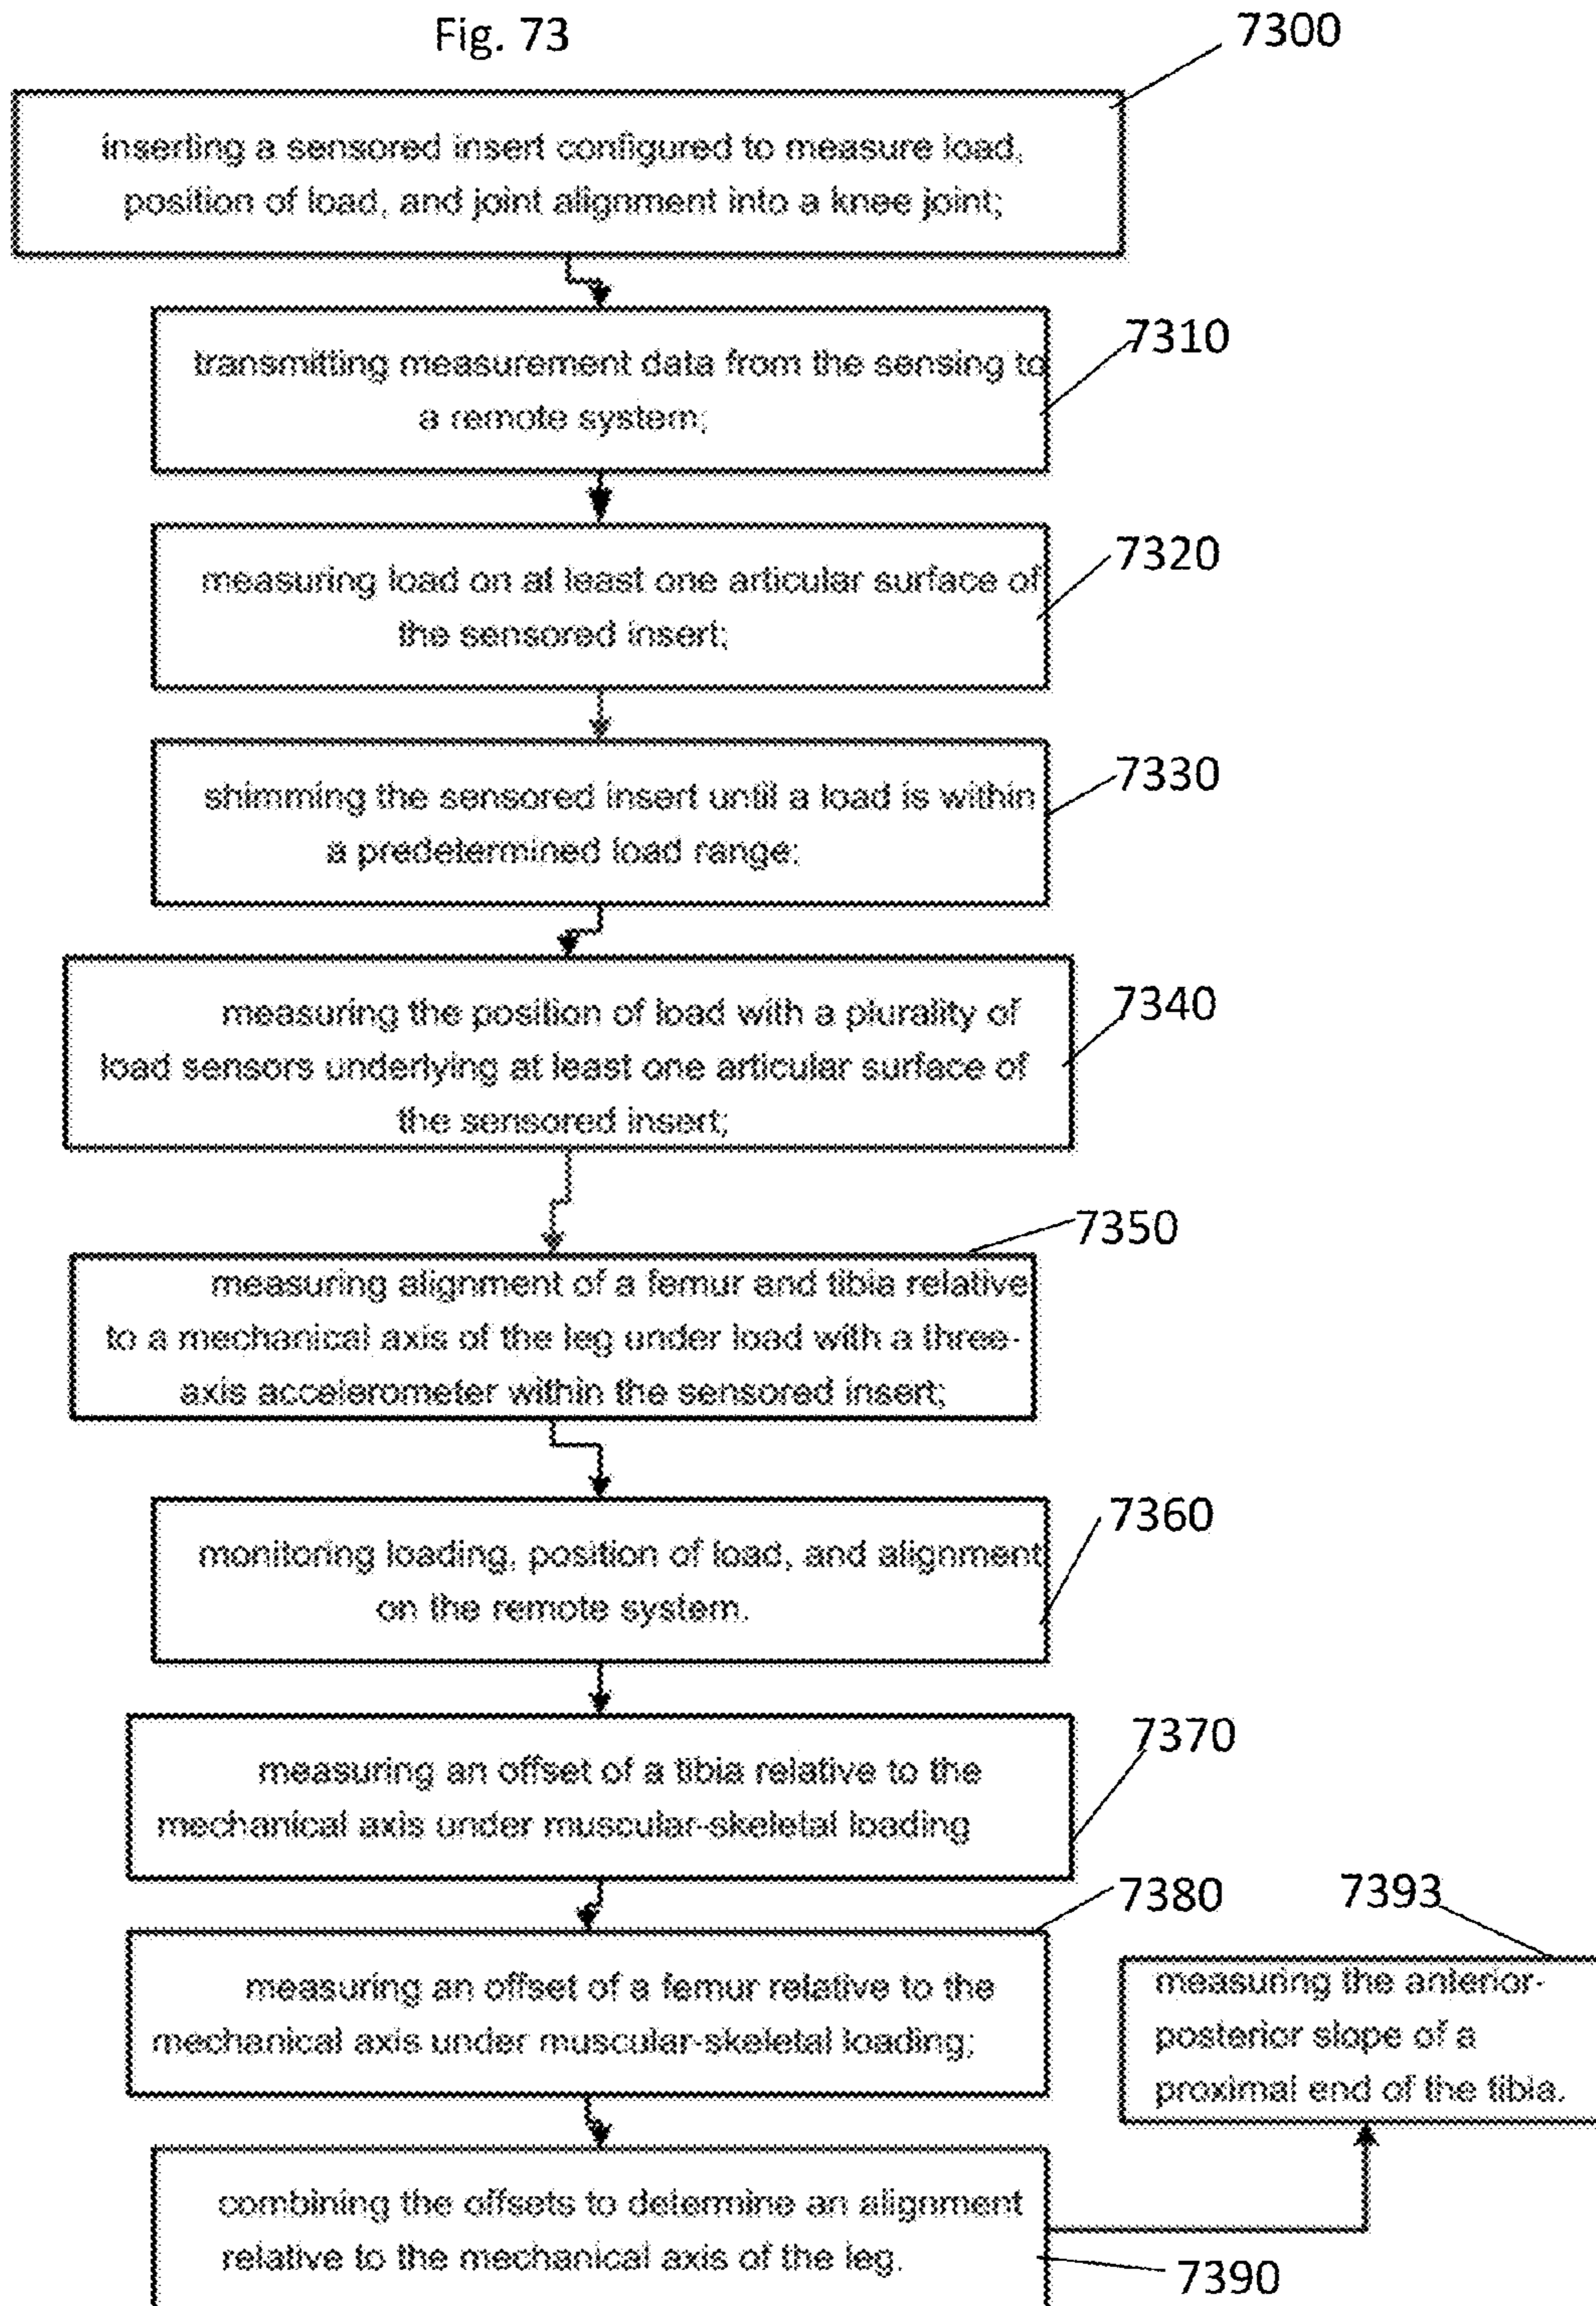 Fig. 73
7300
inserting a sensored insert configured to measure load,
position of load, and joint alignment into a knee joint;
7310
transmitting measurement data from the sensing to
a remote system;
7320
measuring load on at least one articular surface of
the sensored insert;
7330
shimming the sensored insert until a load is within
a predetermined load range;
7340
measuring the position of load with a plurality of
load sensors underlying at least one articular surface of
the sensored insert;
7350
measuring alignment of a femur and tibia relative
to a mechanical axis of the leg under load with a three-
axis accelerometer within the sensored insert;
7360
monitoring loading, position of load, and alignment
on the remote system.
7370
measuring an offset of a tibia relative to the
mechanical axis under muscular-skeletal loading
7380
measuring an offset of a femur relative to the
mechanical axis under muscular-skeletal loading;
7390
combining the offsets to determine an alignment
relative to the mechanical axis of the leg.
7393
measuring the anterior-
posterior slope of a
proximal end of the tibia.